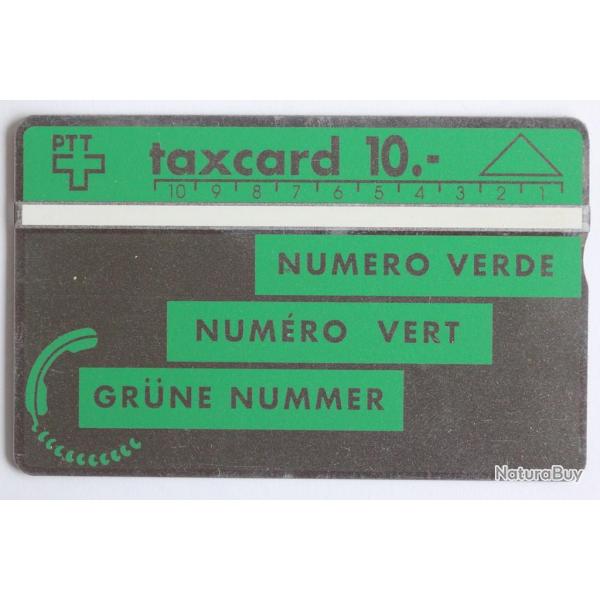 PTT taxcard 10.-
10 9 8 7 6 5 4 3 2 1
NUMERO VERDE
NUMÉRO VERT
GRÜNE NUMMER
NaturaBuy